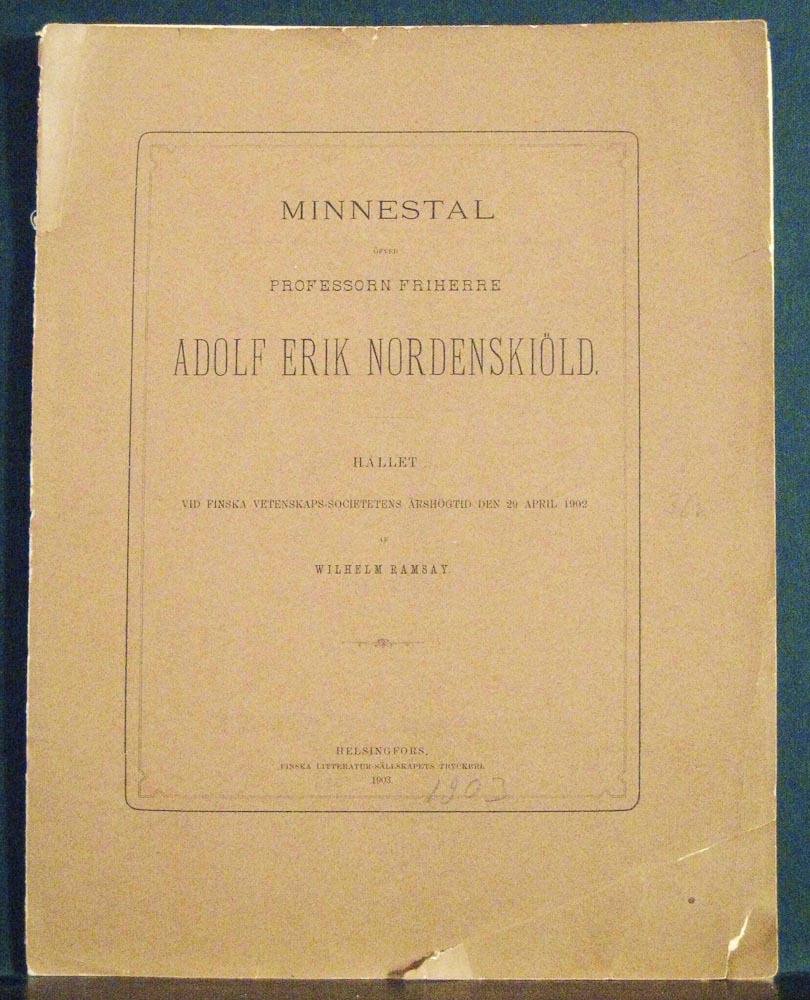 MINNESTAL
ÖFVER
PROFESSORN FRIHERRE
ADOLF ERIK NORDENSKIÖLD.
HÅLLET
VID FINSKA VETENSKAPS-SOCIETETENS ÅRSHÖGTID DEN 29 APRIL 1902
AF
WILHELM RAMSAY.
HELSINGFORS,
FINSKA LITTERATUR-SÄLLSKAPETS TRYCKERI,
1903.
1903